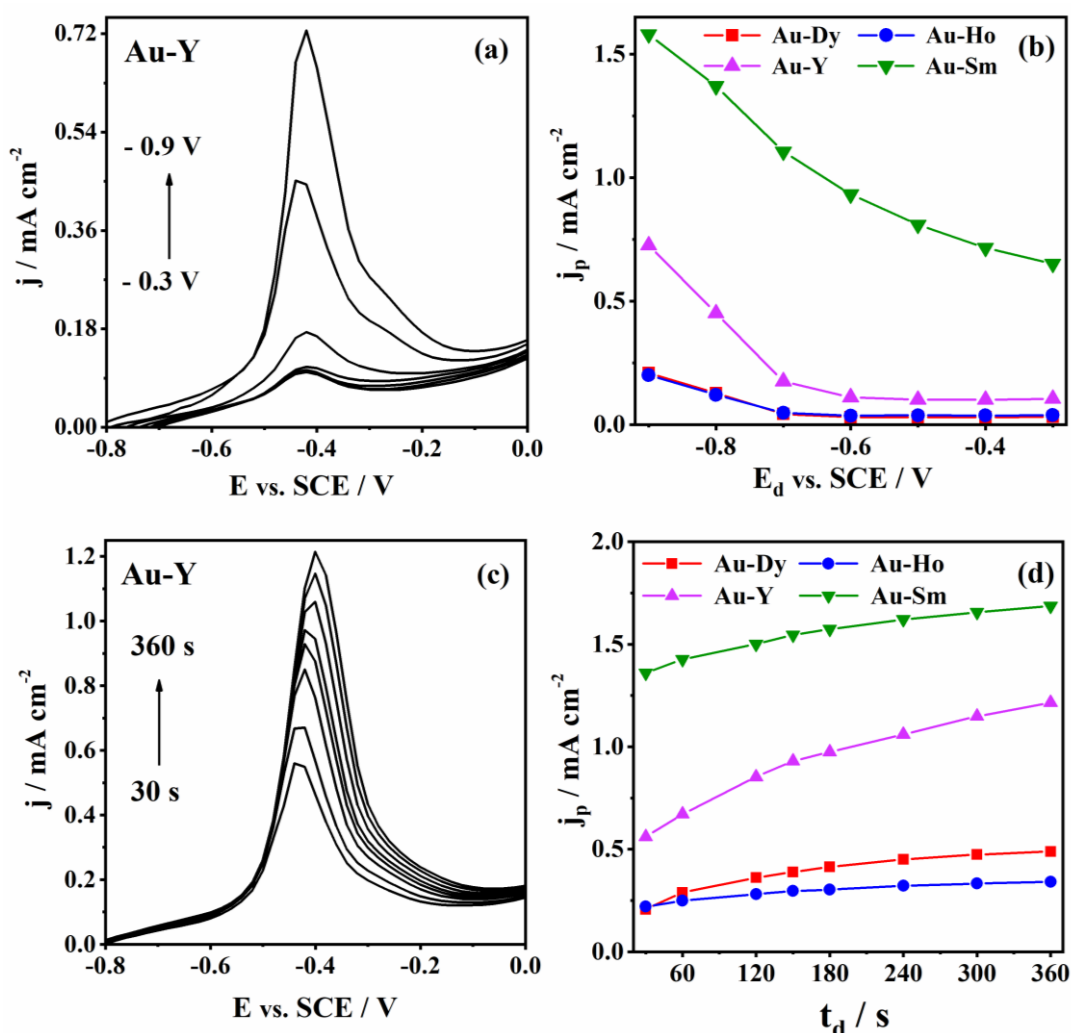 Au-Y
(a)
- 0.9 V
- 0.3 V
0.72
0.54
0.36
0.18
0.00
j / mA cm⁻²
-0.8 -0.6 -0.4 -0.2 0.0
E vs. SCE / V
Au-Dy Au-Ho
Au-Y Au-Sm
(b)
1.5
1.0
0.5
0.0
jₚ / mA cm⁻²
-0.8 -0.6 -0.4
E_d vs. SCE / V
Au-Y
(c)
360 s
30 s
1.2
1.0
0.8
0.6
0.4
0.2
0.0
j / mA cm⁻²
-0.8 -0.6 -0.4 -0.2 0.0
E vs. SCE / V
Au-Dy Au-Ho
Au-Y Au-Sm
(d)
2.0
1.5
1.0
0.5
0.0
jₚ / mA cm⁻²
60 120 180 240 300 360
t_d / s